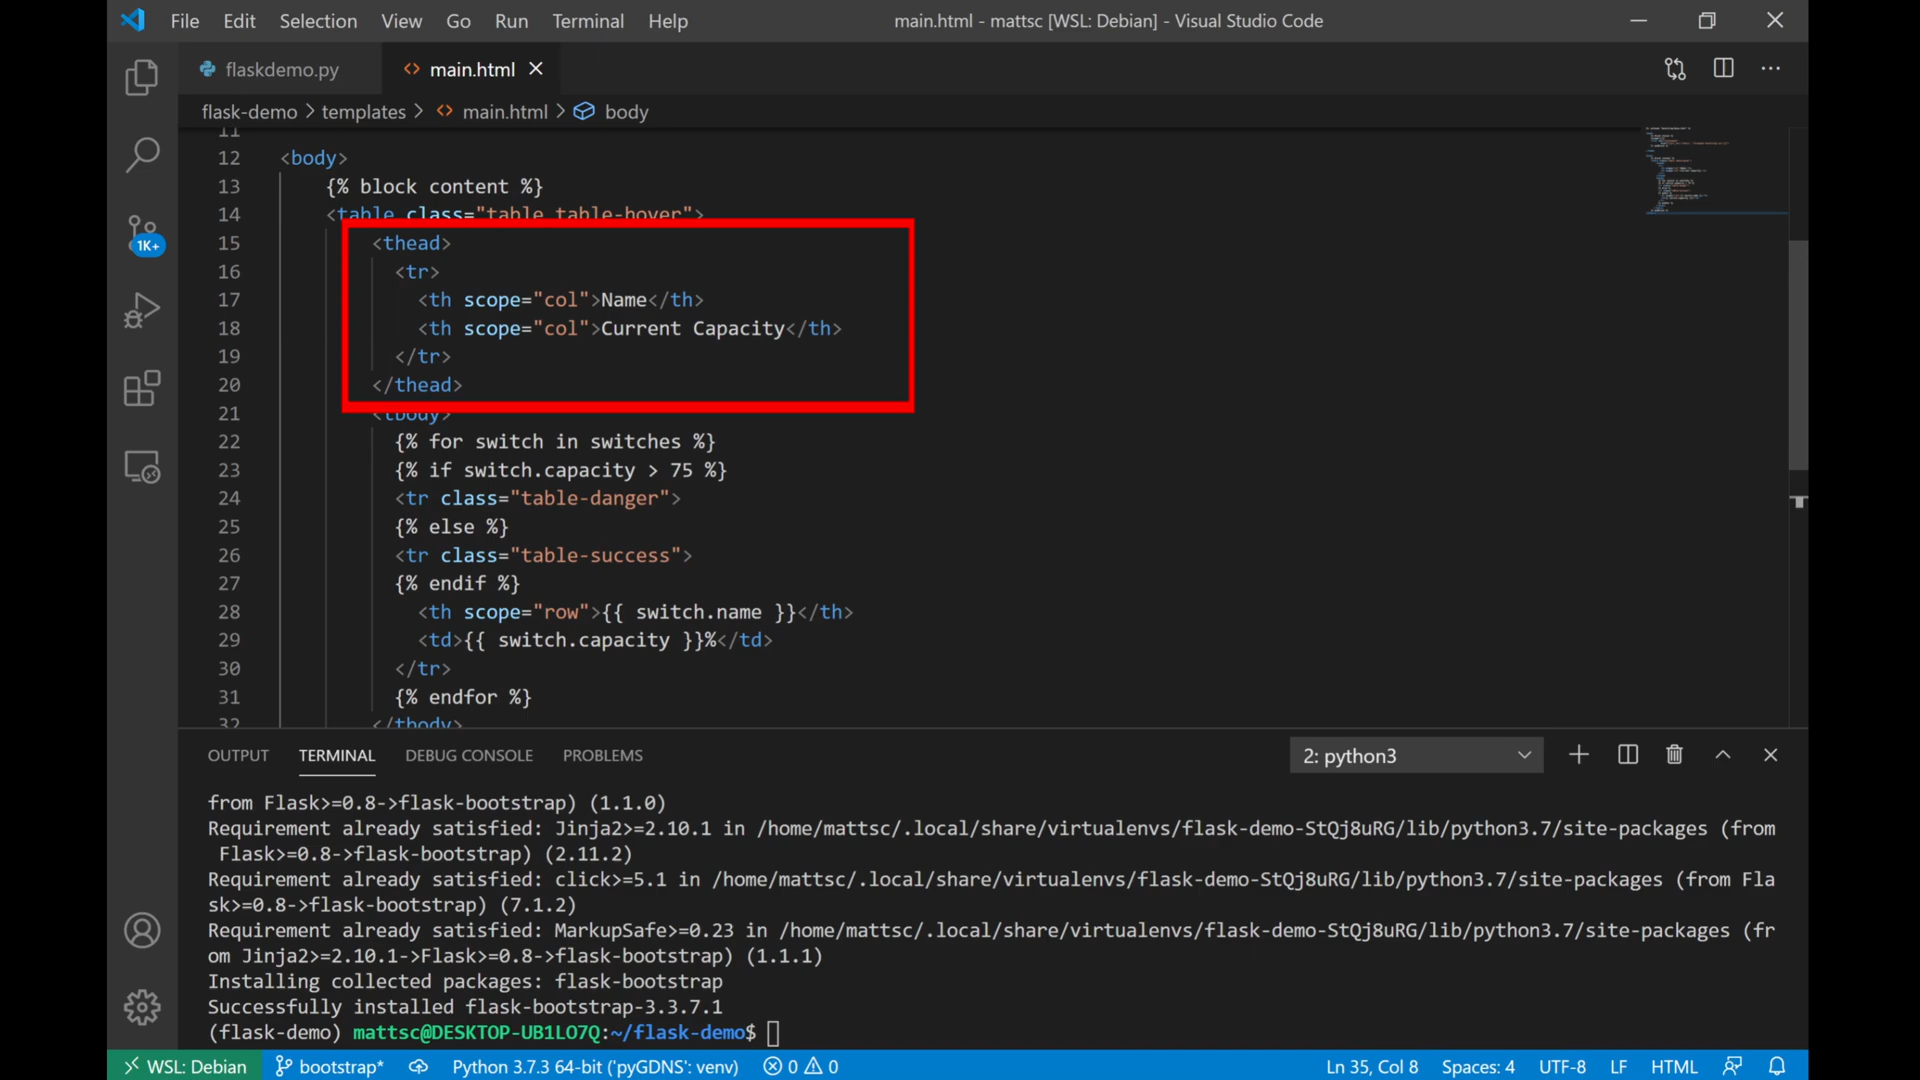 File Edit Selection View Go Run Terminal Help main.html - mattsc [WSL: Debian] - Visual Studio Code
flaskdemo.py main.html
flask-demo > templates > main.html > body
11
12 <body>
13 {% block content %}
14 <table class="table table-hover">
15 <thead>
16 <tr>
17 <th scope="col">Name</th>
18 <th scope="col">Current Capacity</th>
19 </tr>
20 </thead>
21 <tbody>
22 {% for switch in switches %}
23 {% if switch.capacity > 75 %}
24 <tr class="table-danger">
25 {% else %}
26 <tr class="table-success">
27 {% endif %}
28 <th scope="row">{{ switch.name }}</th>
29 <td>{{ switch.capacity }}%</td>
30 </tr>
31 {% endfor %}
32 </tbody>
1K+
OUTPUT TERMINAL DEBUG CONSOLE PROBLEMS 2: python3
from Flask>=0.8->flask-bootstrap) (1.1.0)
Requirement already satisfied: Jinja2>=2.10.1 in /home/mattsc/.local/share/virtualenvs/flask-demo-StQj8uRG/lib/python3.7/site-packages (from
Flask>=0.8->flask-bootstrap) (2.11.2)
Requirement already satisfied: click>=5.1 in /home/mattsc/.local/share/virtualenvs/flask-demo-StQj8uRG/lib/python3.7/site-packages (from Fla
sk>=0.8->flask-bootstrap) (7.1.2)
Requirement already satisfied: MarkupSafe>=0.23 in /home/mattsc/.local/share/virtualenvs/flask-demo-StQj8uRG/lib/python3.7/site-packages (fr
om Jinja2>=2.10.1->Flask>=0.8->flask-bootstrap) (1.1.1)
Installing collected packages: flask-bootstrap
Successfully installed flask-bootstrap-3.3.7.1
(flask-demo) mattsc@DESKTOP-UB1LO7Q:~/flask-demo$
WSL: Debian bootstrap* Python 3.7.3 64-bit ('pyGDNS': venv) 0 0 Ln 35, Col 8 Spaces: 4 UTF-8 LF HTML